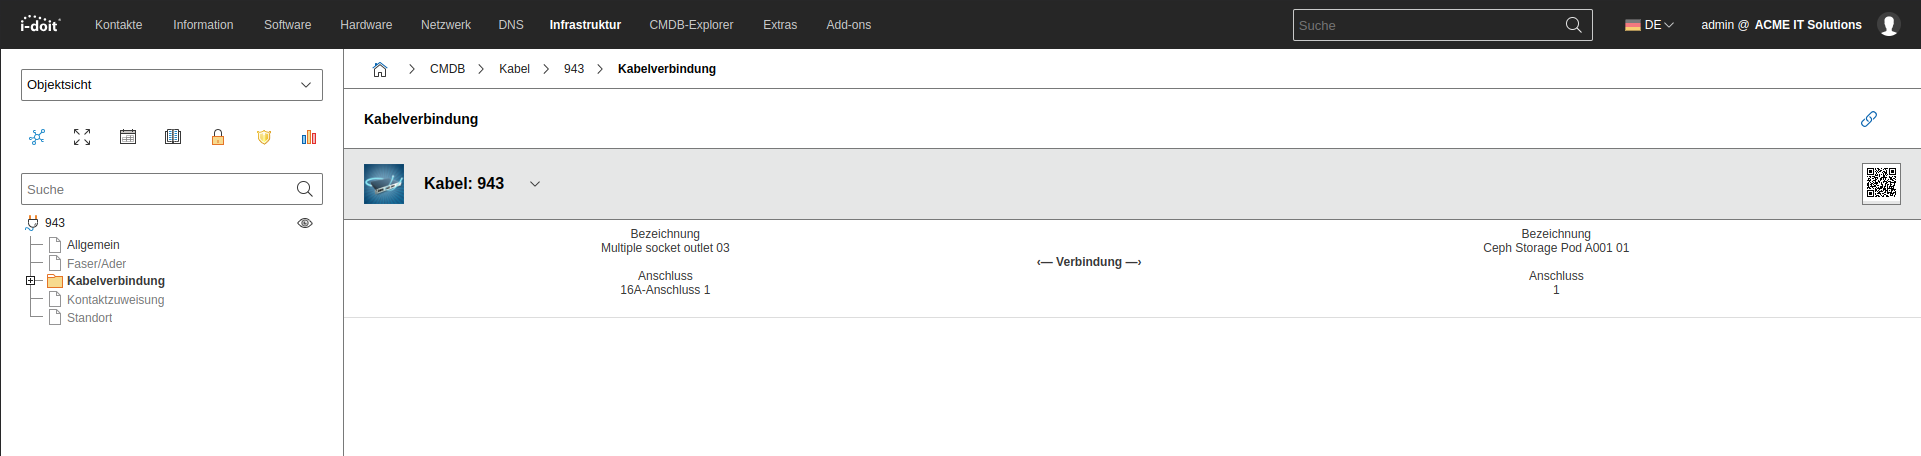 i-doit Kontakte Information Software Hardware Netzwerk DNS Infrastruktur CMDB-Explorer Extras Add-ons Suche DE admin @ ACME IT Solutions
Objektsicht
CMDB Kabel 943 Kabelverbindung
Kabelverbindung
Suche
Kabel: 943
943
Allgemein
Faser/Ader
Kabelverbindung
Kontaktzuweisung
Standort
Bezeichnung
Multiple socket outlet 03
Anschluss
16A-Anschluss 1
‹— Verbindung —›
Bezeichnung
Ceph Storage Pod A001 01
Anschluss
1